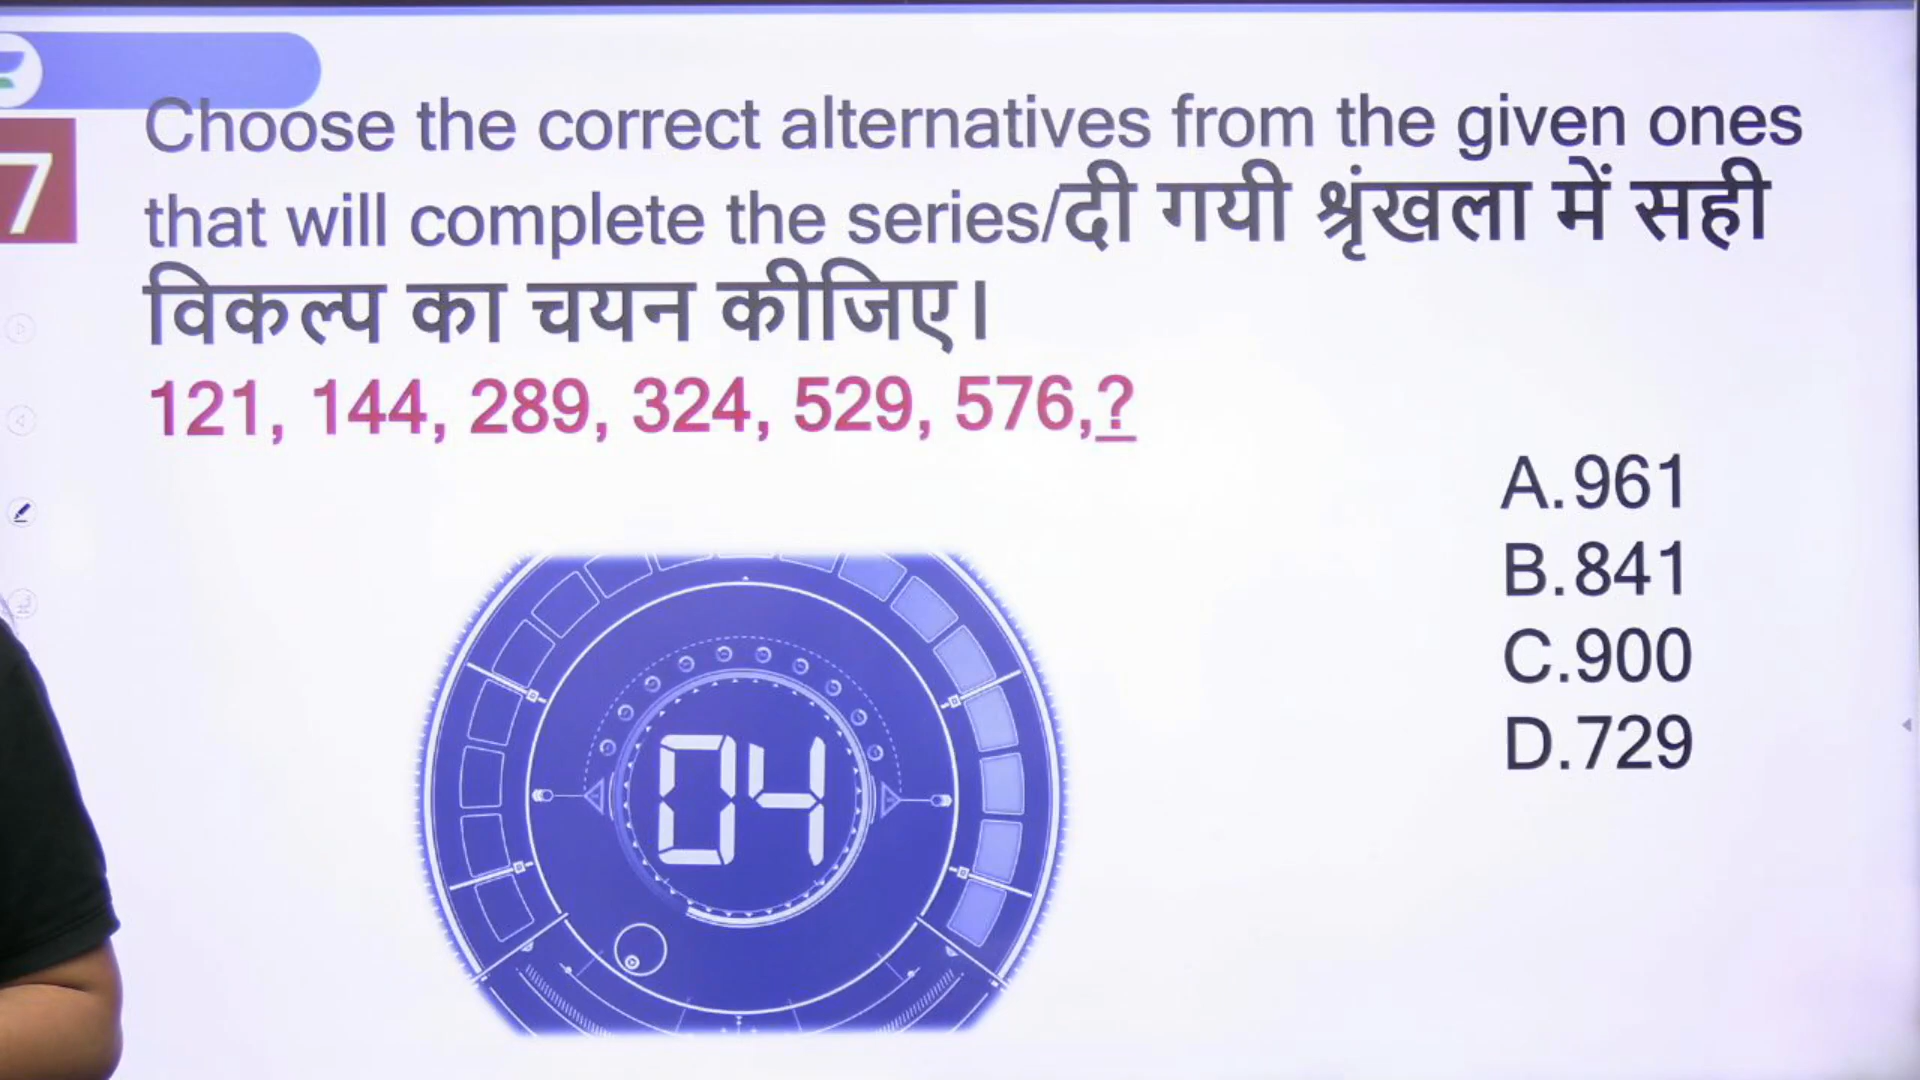 7
Choose the correct alternatives from the given ones
that will complete the series/दी गयी श्रृंखला में सही
विकल्प का चयन कीजिए।
121, 144, 289, 324, 529, 576,?
A.961
B.841
C.900
D.729
04